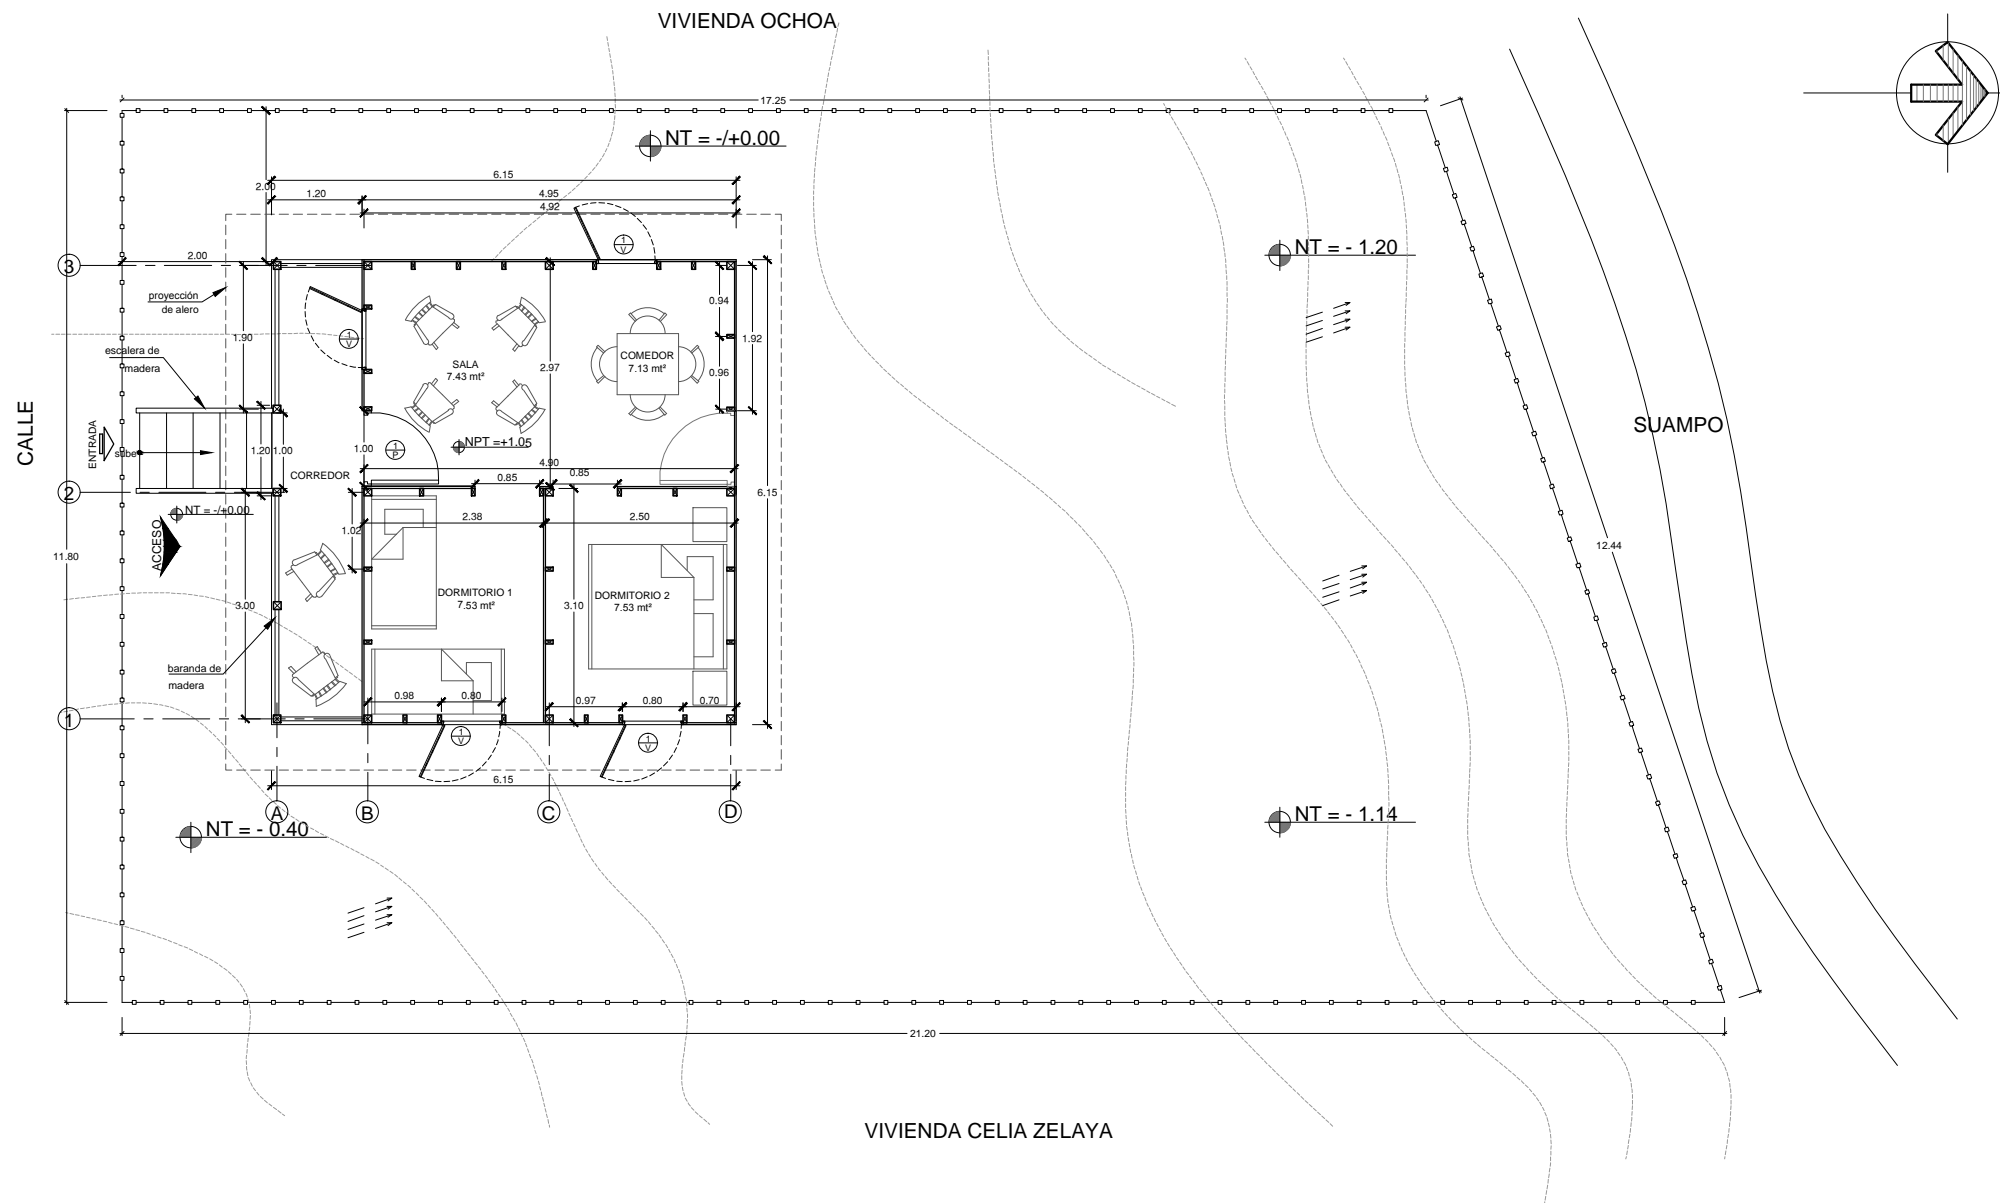 VIVIENDA OCHOA
17.25
NT = -/+0.00
6.15
2.00
1.20
4.95
4.92
1
V
3
2.00
NT = - 1.20
proyección
de alero
0.94
1.90
1
V
1.92
escalera de
madera
SALA
7.43 mt²
2.97
COMEDOR
7.13 mt²
0.96
CALLE
ENTRADA
sube
1.20
1.00
1.00
1
P
NPT =+1.05
SUAMPO
CORREDOR
4.90
0.85
0.85
2
6.15
NT = -/+0.00
ACCESO
1.02
2.38
2.50
11.80
12.44
DORMITORIO 1
7.53 mt²
DORMITORIO 2
7.53 mt²
3.00
3.10
baranda de
madera
0.98
0.80
0.97
0.80
0.70
1
1
V
1
V
6.15
A
B
C
D
NT = - 0.40
NT = - 1.14
21.20
VIVIENDA CELIA ZELAYA